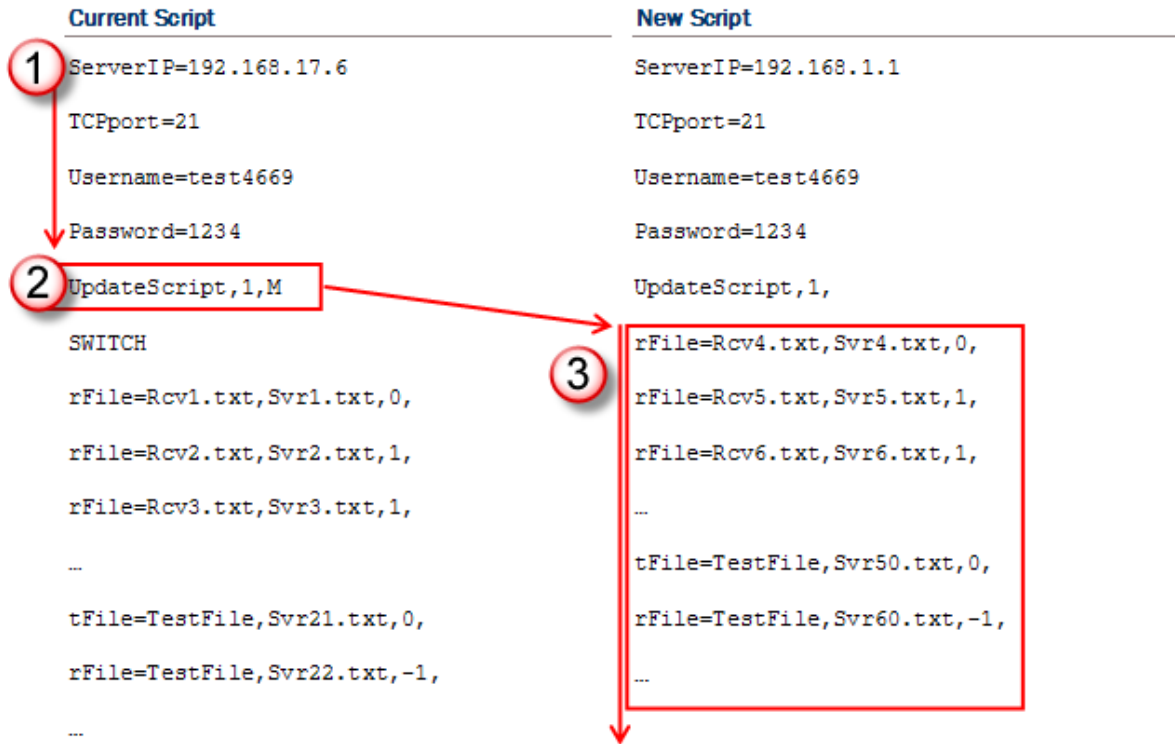 Current Script
1
ServerIP=192.168.17.6
TCPport=21
Username=test4669
Password=1234
2
UpdateScript,1,M
SWITCH
rFile=Rcv1.txt,Svr1.txt,0,
rFile=Rcv2.txt,Svr2.txt,1,
rFile=Rcv3.txt,Svr3.txt,1,
…
tFile=TestFile,Svr21.txt,0,
rFile=TestFile,Svr22.txt,-1,
…
New Script
ServerIP=192.168.1.1
TCPport=21
Username=test4669
Password=1234
UpdateScript,1,
3
rFile=Rcv4.txt,Svr4.txt,0,
rFile=Rcv5.txt,Svr5.txt,1,
rFile=Rcv6.txt,Svr6.txt,1,
…
tFile=TestFile,Svr50.txt,0,
rFile=TestFile,Svr60.txt,-1,
…